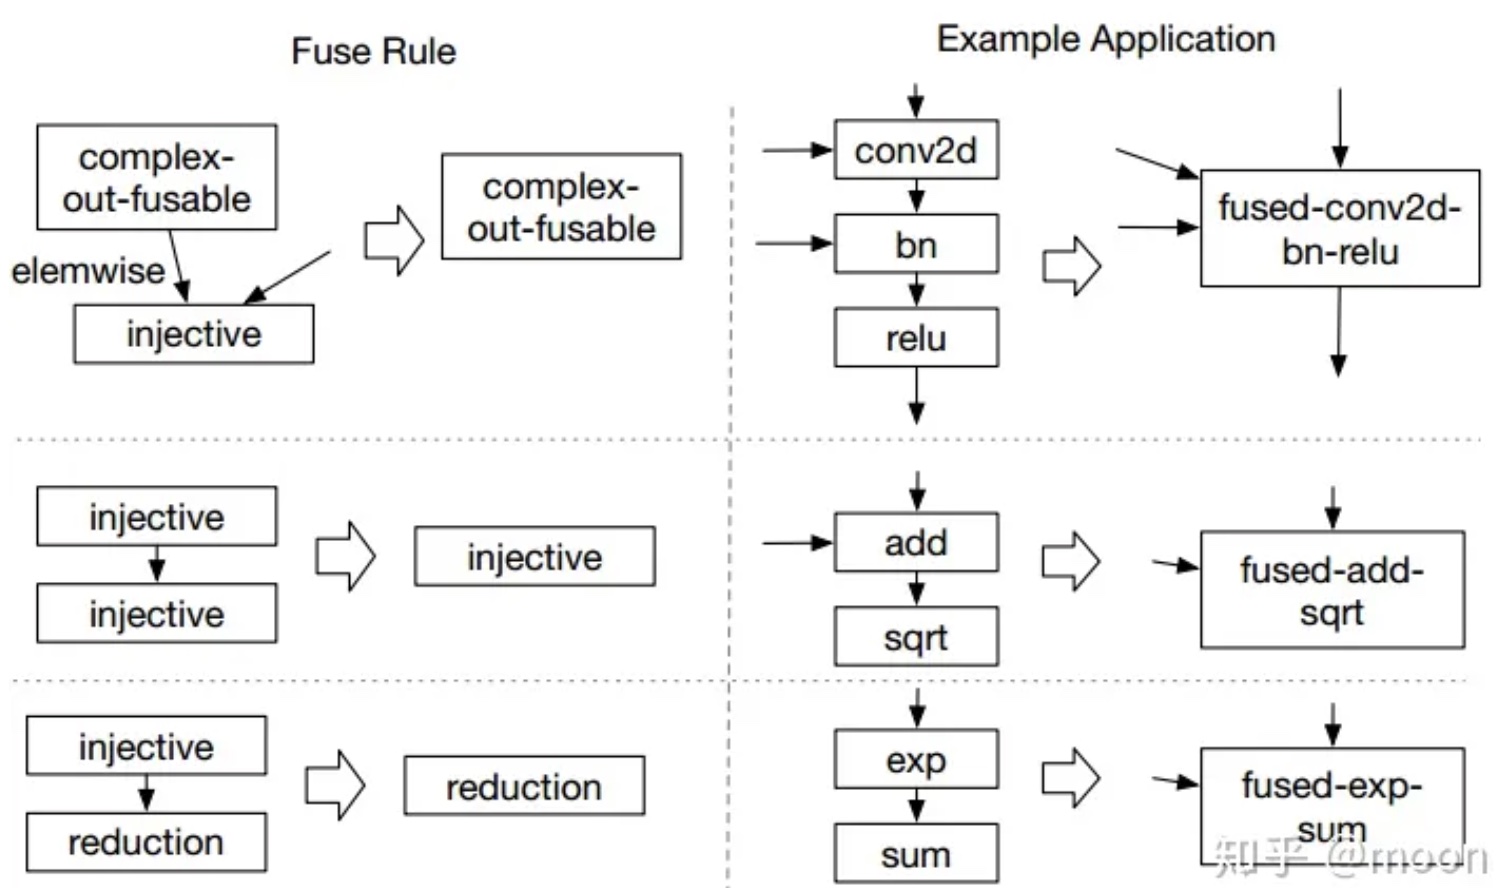 Fuse Rule
Example Application
complex-
out-fusable
elemwise
injective
complex-
out-fusable
conv2d
bn
relu
fused-conv2d-
bn-relu
injective
injective
injective
add
sqrt
fused-add-
sqrt
injective
reduction
reduction
exp
sum
fused-exp-
sum
知乎 @moon